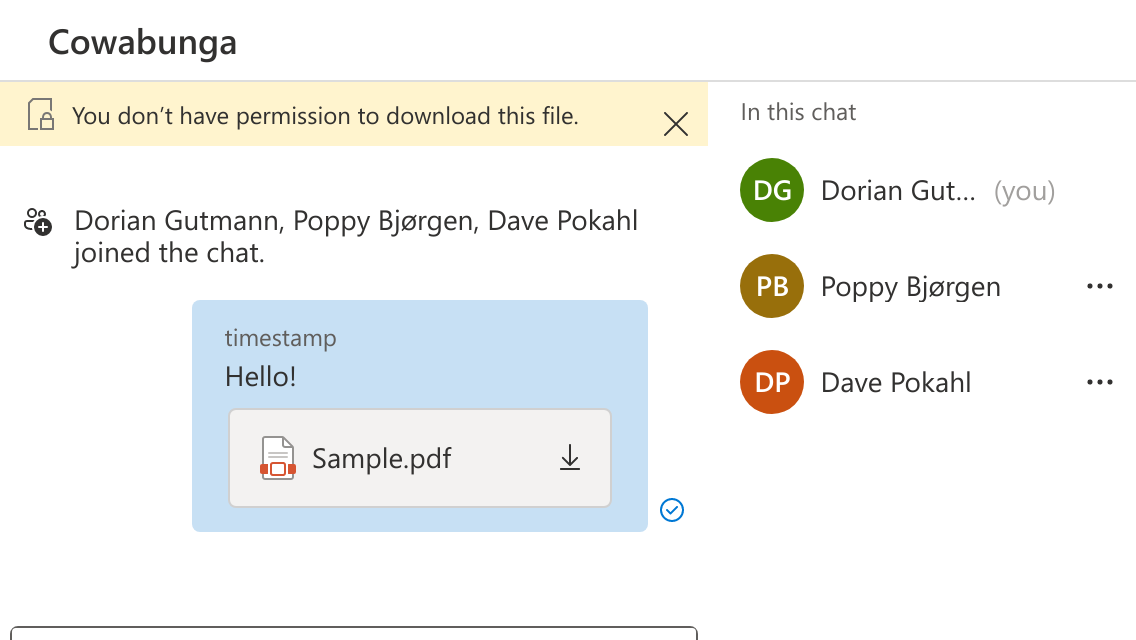 Cowabunga
You don’t have permission to download this file.
In this chat
Dorian Gutmann, Poppy Bjørgen, Dave Pokahl
joined the chat.
timestamp
Hello!
Sample.pdf
DG
Dorian Gut... (you)
PB
Poppy Bjørgen
DP
Dave Pokahl